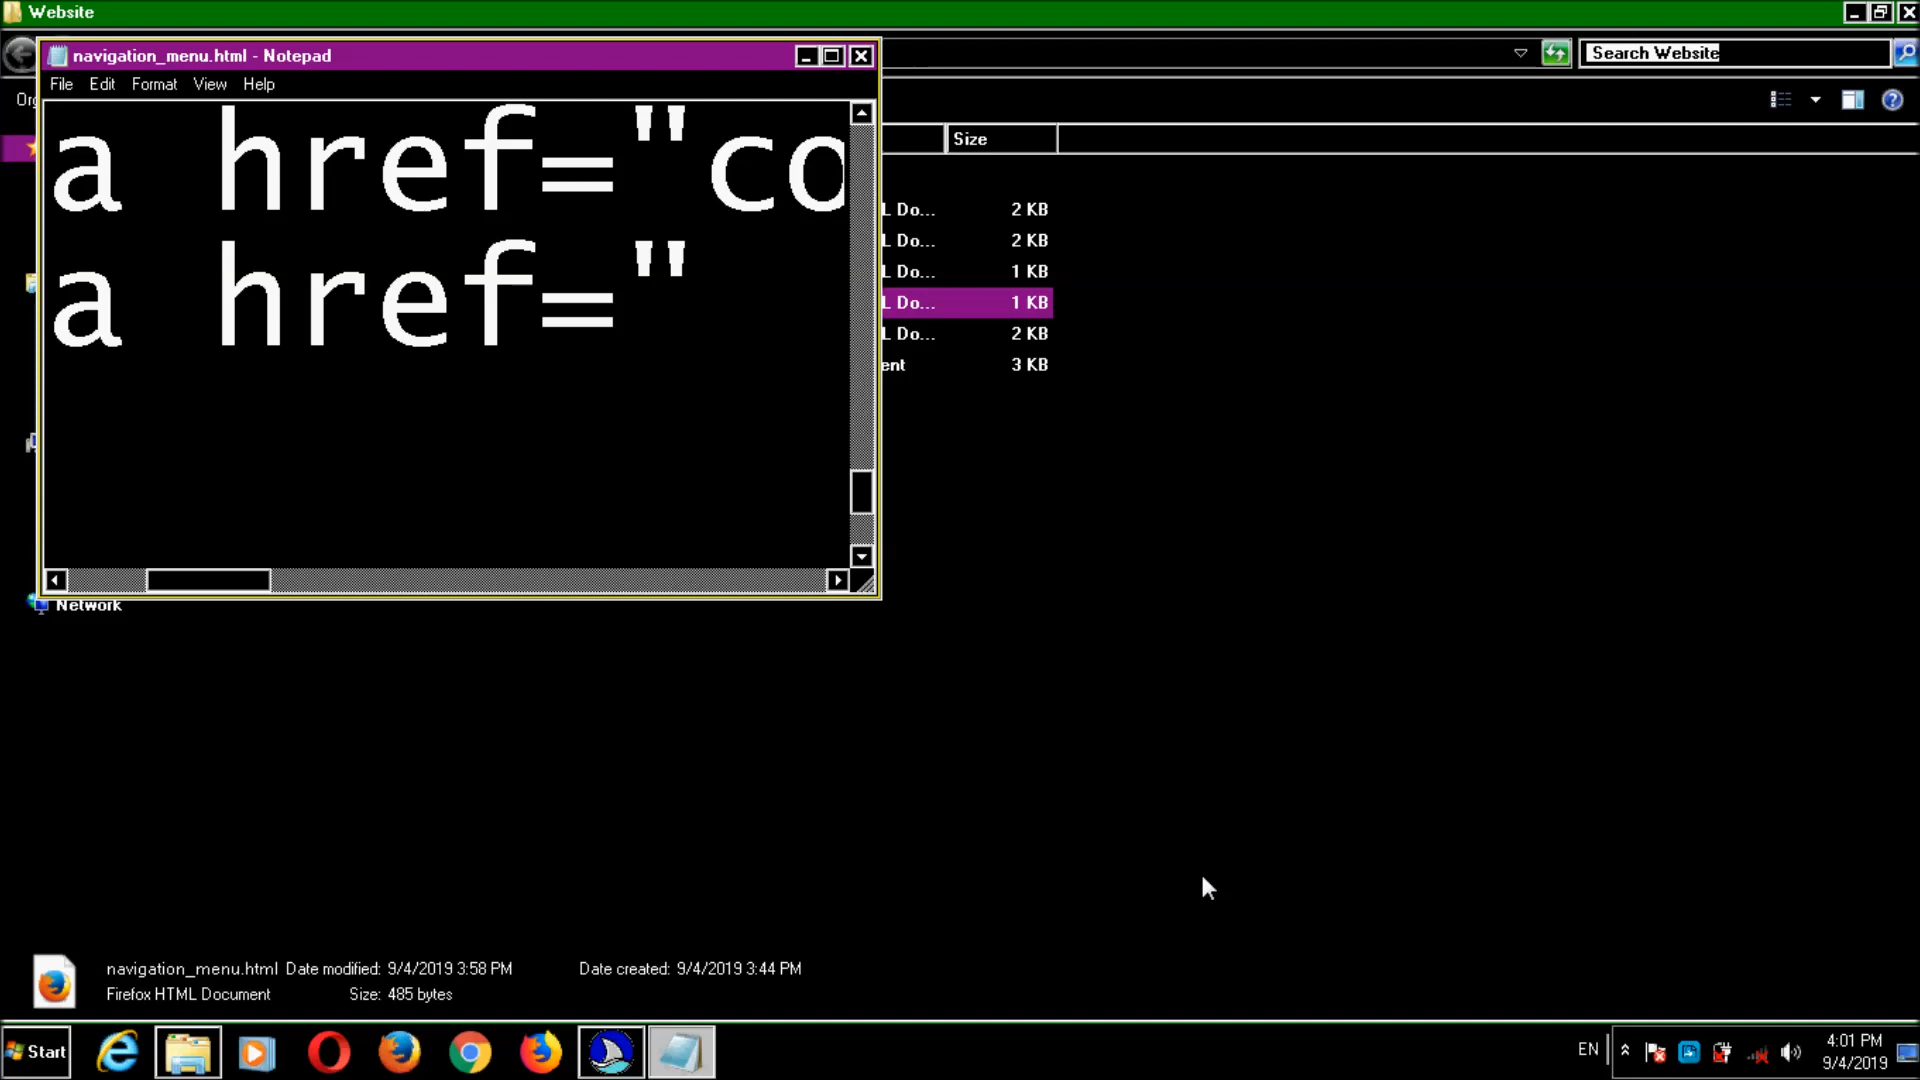 Website
navigation_menu.html - Notepad
Search Website
File Edit Format View Help
Size
a href="co
a href="
L Do... 2 KB
L Do... 2 KB
L Do... 1 KB
L Do... 1 KB
L Do... 2 KB
ent 3 KB
Network
navigation_menu.html Date modified: 9/4/2019 3:58 PM Date created: 9/4/2019 3:44 PM
Firefox HTML Document Size: 485 bytes
Start
EN
4:01 PM
9/4/2019